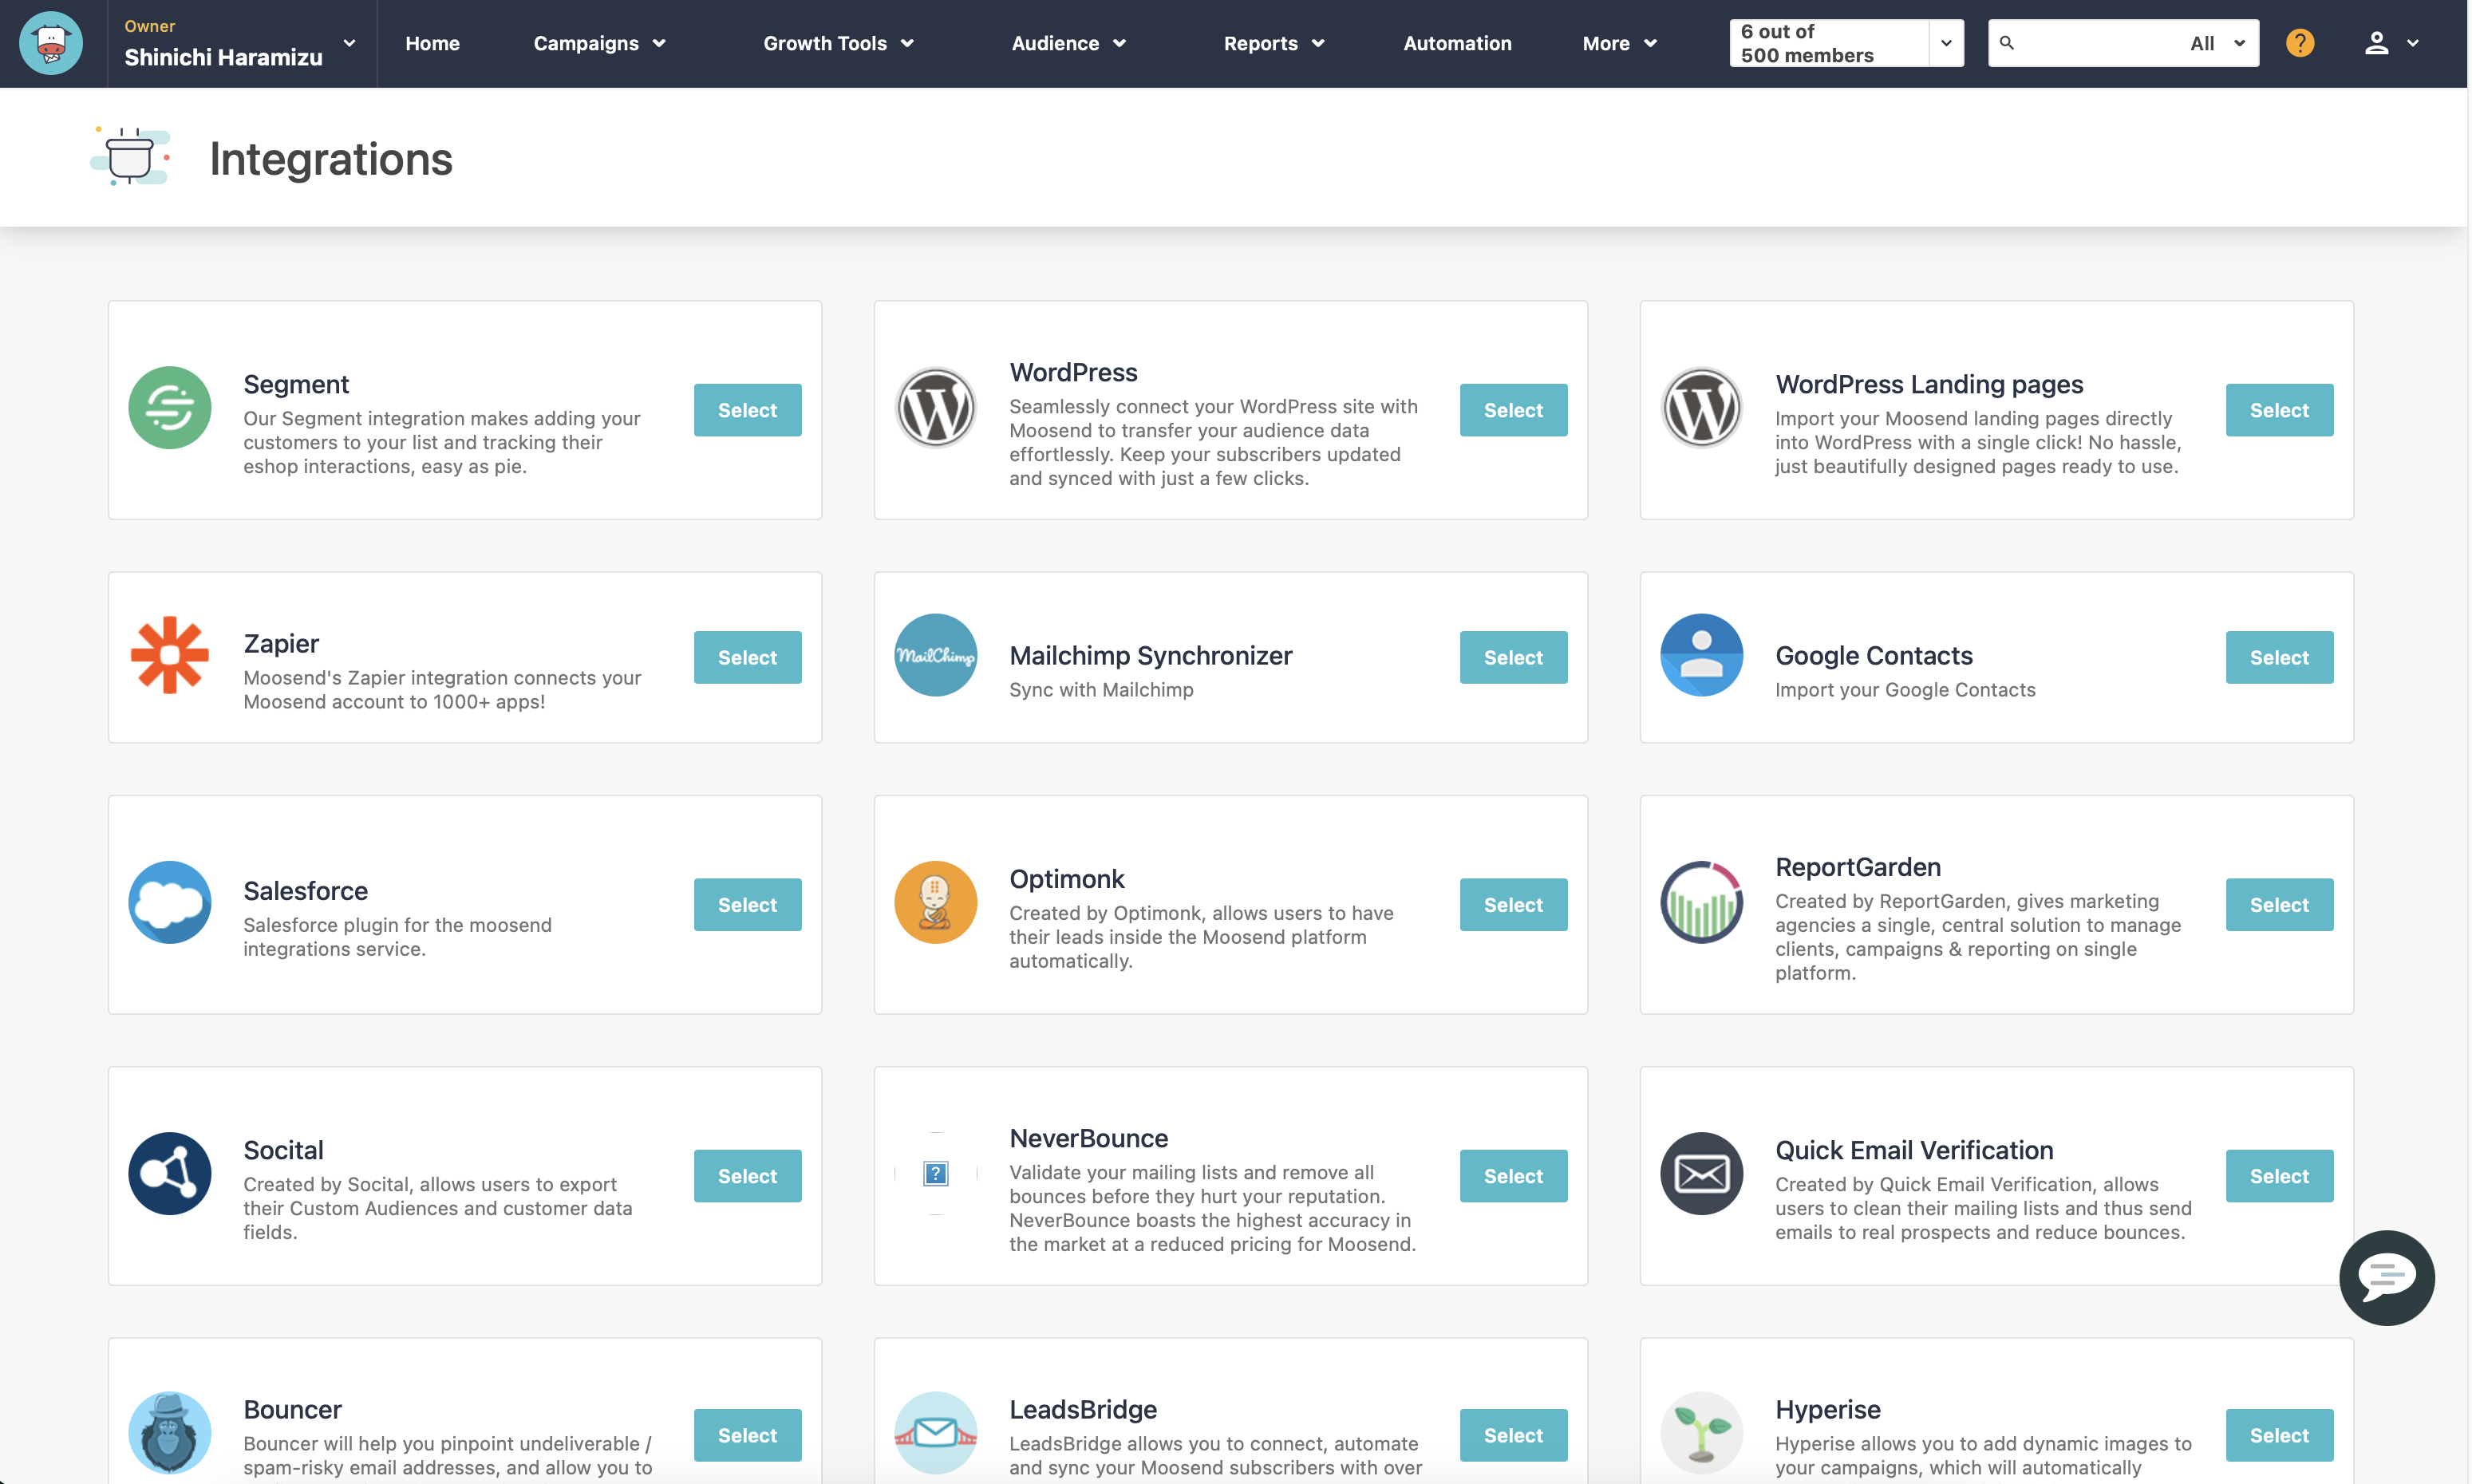 Owner
Shinichi Haramizu
Home
Campaigns
Growth Tools
Audience
Reports
Automation
More
6 out of
500 members
All
?
Integrations
Segment
Our Segment integration makes adding your
customers to your list and tracking their
eshop interactions, easy as pie.
Select
WordPress
Seamlessly connect your WordPress site with
Moosend to transfer your audience data
effortlessly. Keep your subscribers updated
and synced with just a few clicks.
Select
WordPress Landing pages
Import your Moosend landing pages directly
into WordPress with a single click! No hassle,
just beautifully designed pages ready to use.
Select
Zapier
Moosend's Zapier integration connects your
Moosend account to 1000+ apps!
Select
MailChimp
Mailchimp Synchronizer
Sync with Mailchimp
Select
Google Contacts
Import your Google Contacts
Select
Salesforce
Salesforce plugin for the moosend
integrations service.
Select
Optimonk
Created by Optimonk, allows users to have
their leads inside the Moosend platform
automatically.
Select
ReportGarden
Created by ReportGarden, gives marketing
agencies a single, central solution to manage
clients, campaigns & reporting on single
platform.
Select
Socital
Created by Socital, allows users to export
their Custom Audiences and customer data
fields.
Select
?
NeverBounce
Validate your mailing lists and remove all
bounces before they hurt your reputation.
NeverBounce boasts the highest accuracy in
the market at a reduced pricing for Moosend.
Select
Quick Email Verification
Created by Quick Email Verification, allows
users to clean their mailing lists and thus send
emails to real prospects and reduce bounces.
Select
Bouncer
Bouncer will help you pinpoint undeliverable /
spam-risky email addresses, and allow you to
Select
LeadsBridge
LeadsBridge allows you to connect, automate
and sync your Moosend subscribers with over
Select
Hyperise
Hyperise allows you to add dynamic images to
your campaigns, which will automatically
Select